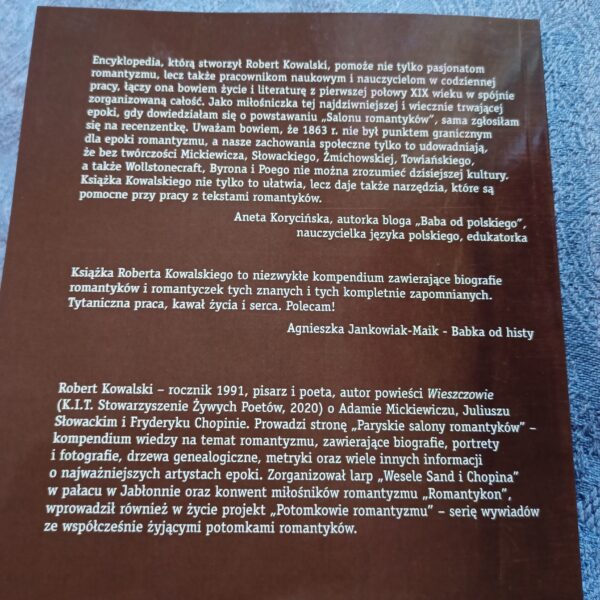 Encyklopedia, którą stworzył Robert Kowalski, pomoże nie tylko pasjonatom
romantyzmu, lecz także pracownikom naukowym i nauczycielom w codziennej
pracy, łączy ona bowiem życie i literaturę z pierwszej połowy XIX wieku w spójnie
zorganizowaną całość. Jako miłośniczka tej najdziwniejszej i wiecznie trwającej
epoki, gdy dowiedziałam się o powstawaniu „Salonu romantyków”, sama zgłosiłam
się na recenzentkę. Uważam bowiem, że 1863 r. nie był punktem granicznym
dla epoki romantyzmu, a nasze zachowania społeczne tylko to udowadniają,
że bez twórczości Mickiewicza, Słowackiego, Żmichowskiej, Towiańskiego,
a także Wollstonecraft, Byrona i Poego nie można zrozumieć dzisiejszej kultury.
Książka Kowalskiego nie tylko to ułatwia, lecz daje także narzędzia, które są
pomocne przy pracy z tekstami romantyków.
Aneta Korycińska, autorka bloga „Baba od polskiego”,
nauczycielka języka polskiego, edukatorka
Książka Roberta Kowalskiego to niezwykłe kompendium zawierające biografie
romantyków i romantyczek tych znanych i tych kompletnie zapomnianych.
Tytaniczna praca, kawał życia i serca. Polecam!
Agnieszka Jankowiak-Maik - Babka od histy
Robert Kowalski – rocznik 1991, pisarz i poeta, autor powieści Wieszczowie
(K.I.T. Stowarzyszenie Żywych Poetów, 2020) o Adamie Mickiewiczu, Juliuszu
Słowackim i Fryderyku Chopinie. Prowadzi stronę „Paryskie salony romantyków” –
kompendium wiedzy na temat romantyzmu, zawierające biografie, portrety
i fotografie, drzewa genealogiczne, metryki oraz wiele innych informacji
o najważniejszych artystach epoki. Zorganizował larp „Wesele Sand i Chopina”
w pałacu w Jabłonnie oraz konwent miłośników romantyzmu „Romantykon”,
wprowadził również w życie projekt „Potomkowie romantyzmu” – serię wywiadów
ze współcześnie żyjącymi potomkami romantyków.